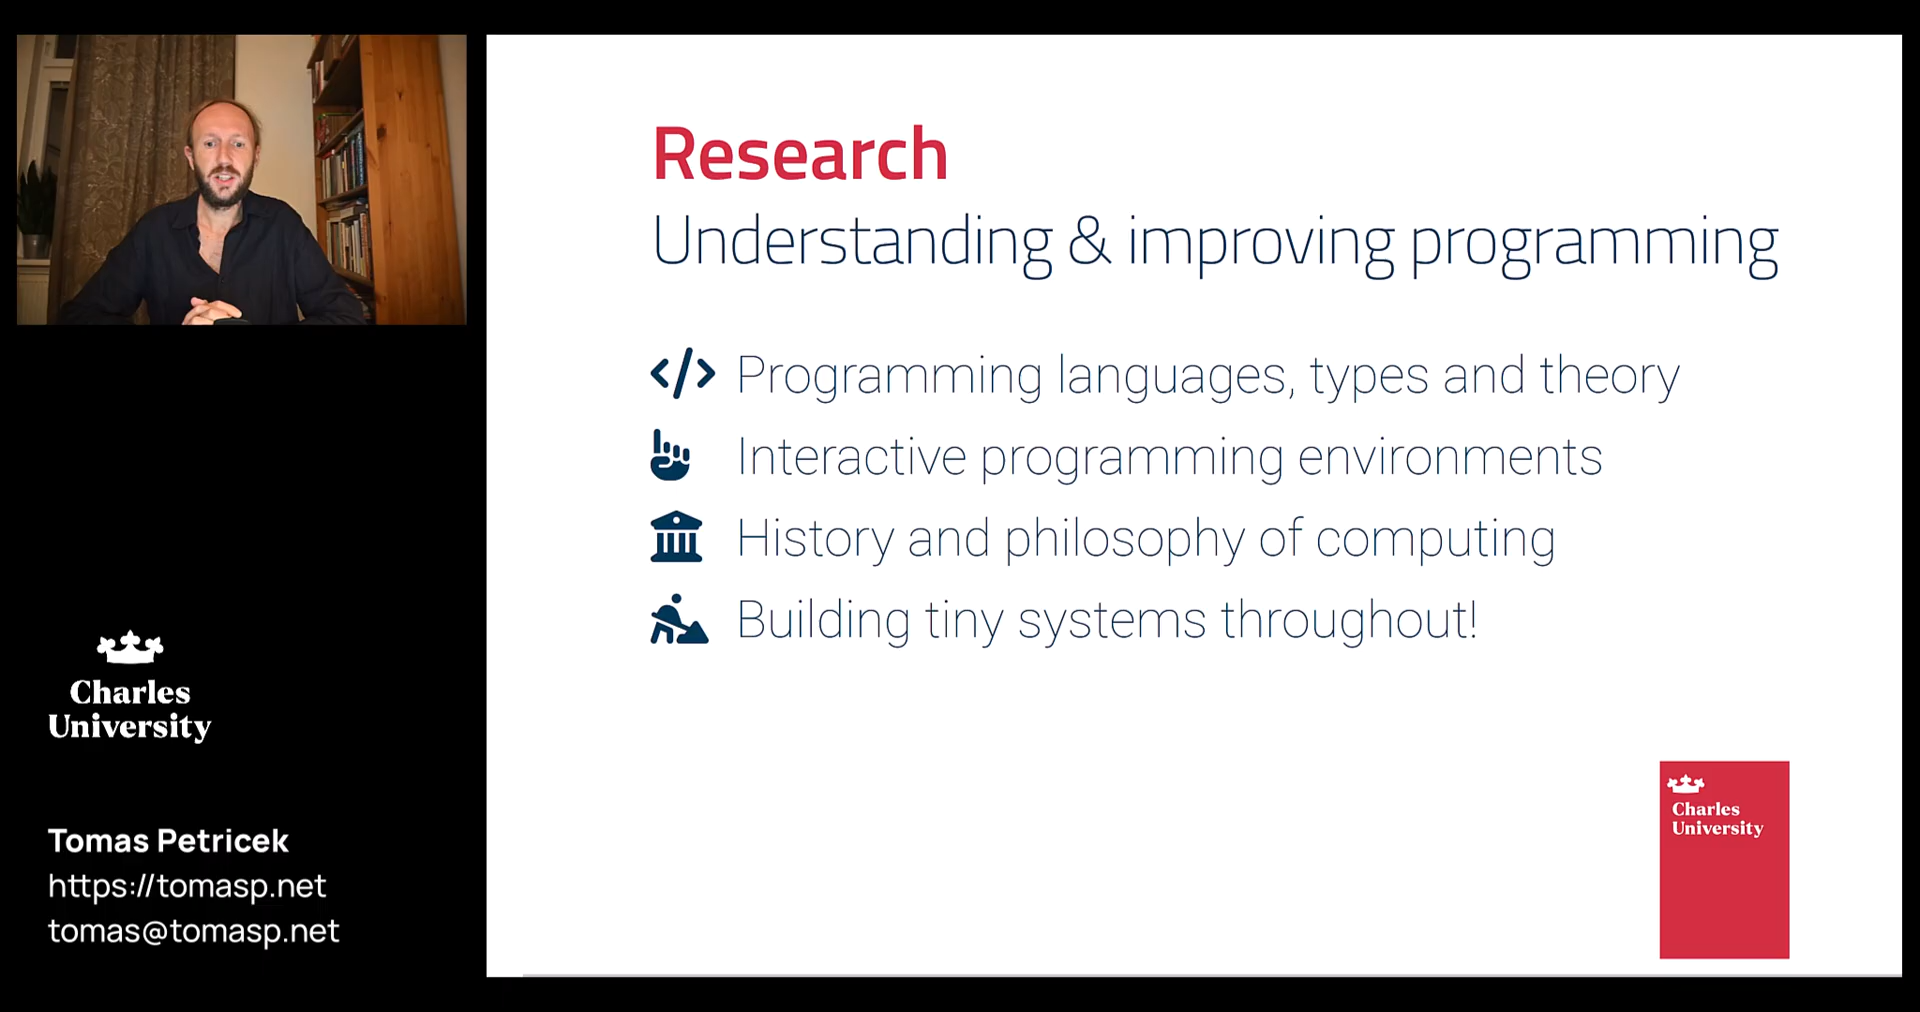 Research
Understanding & improving programming
Programming languages, types and theory
Interactive programming environments
History and philosophy of computing
Building tiny systems throughout!
Charles
University
Tomas Petricek
https://tomasp.net
tomas@tomasp.net
Charles
University